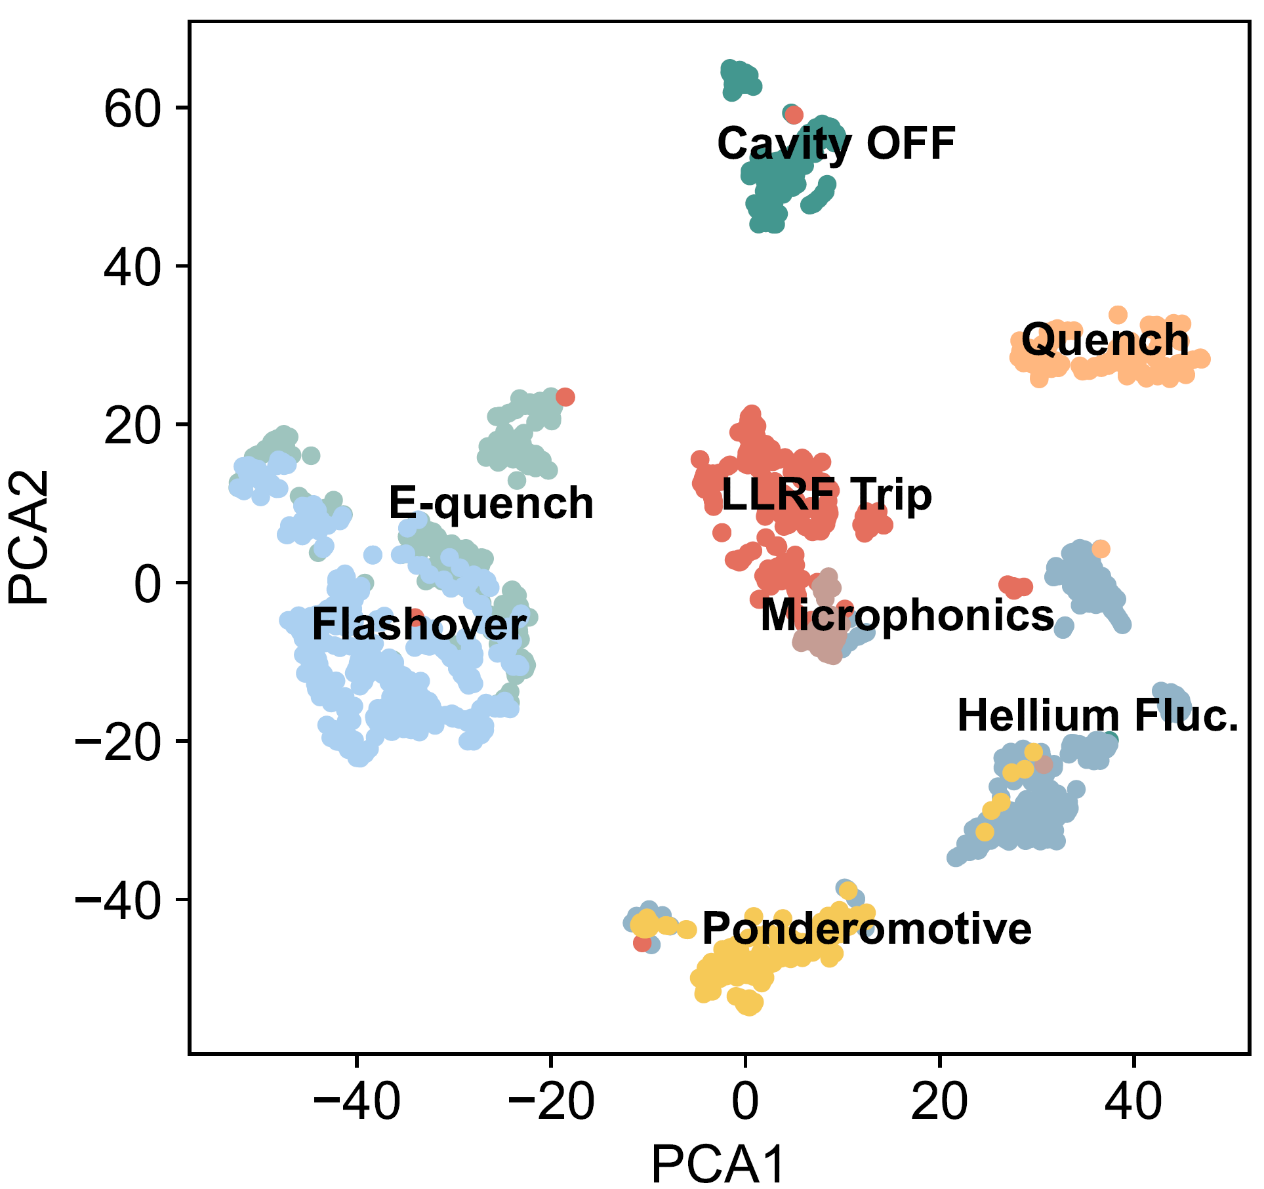 60
Cavity OFF
40
Quench
20
E-quench
LLRF Trip
0
Flashover
Microphonics
Hellium Fluc.
−20
−40
Ponderomotive
−40
−20
0
20
40
PCA1
PCA2